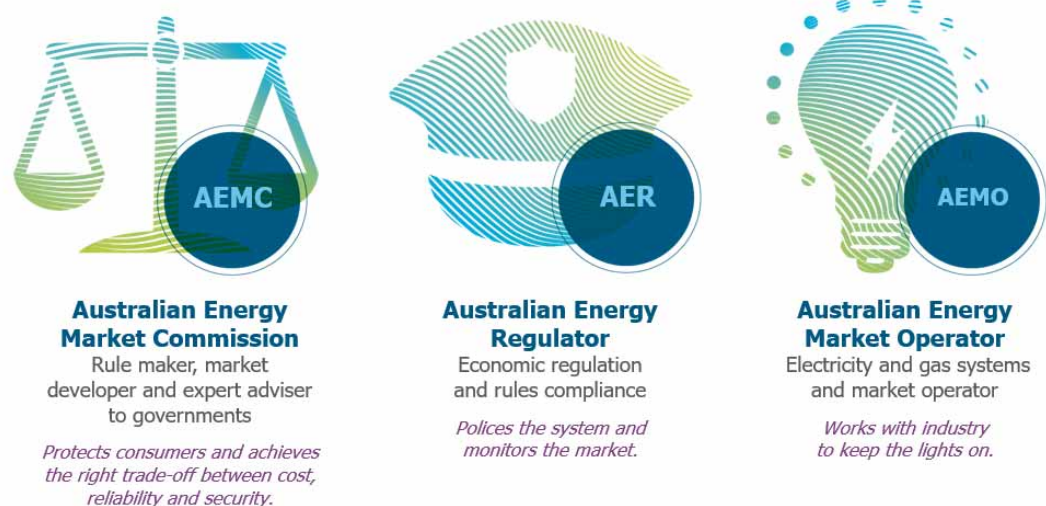 AEMC
Australian Energy
Market Commission
Rule maker, market
developer and expert adviser
to governments
Protects consumers and achieves
the right trade-off between cost,
reliability and security.
AER
Australian Energy
Regulator
Economic regulation
and rules compliance
Polices the system and
monitors the market.
AEMO
Australian Energy
Market Operator
Electricity and gas systems
and market operator
Works with industry
to keep the lights on.